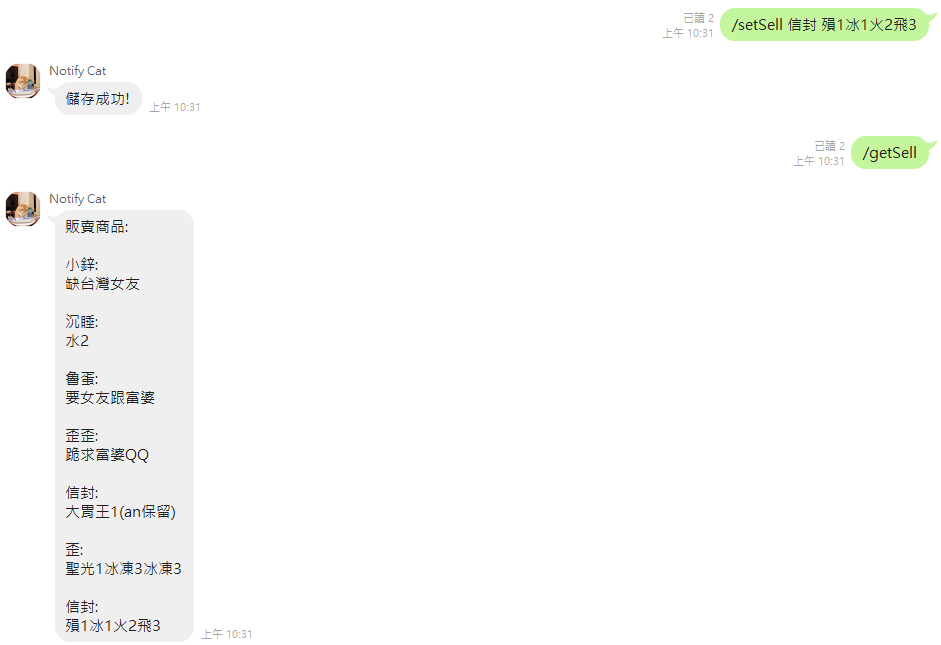 已讀 2
上午 10:31
/setSell 信封 殞1冰1火2飛3
Notify Cat
儲存成功!
上午 10:31
已讀 2
上午 10:31
/getSell
Notify Cat
販賣商品:
小鋅:
缺台灣女友
沉睡:
水2
魯蛋:
要女友跟富婆
歪歪:
跪求富婆QQ
信封:
大胃王1(an保留)
歪:
聖光1冰凍3冰凍3
信封:
殞1冰1火2飛3
上午 10:31